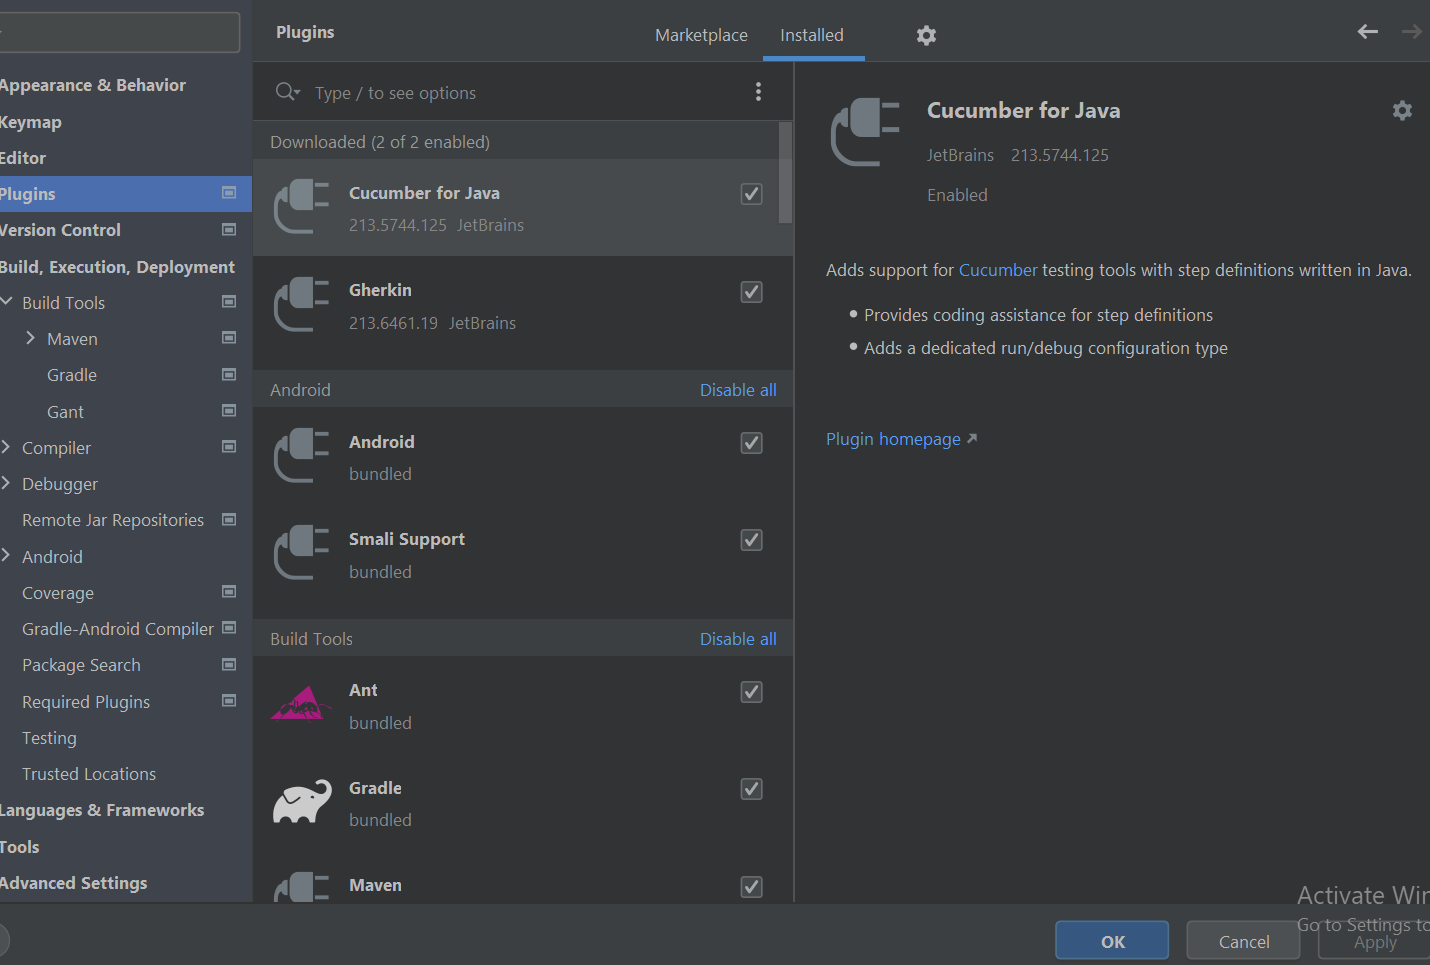 Appearance & Behavior
Keymap
Editor
Plugins
Version Control
Build, Execution, Deployment
Build Tools
Maven
Gradle
Gant
Compiler
Debugger
Remote Jar Repositories
Android
Coverage
Gradle-Android Compiler
Package Search
Required Plugins
Testing
Trusted Locations
Languages & Frameworks
Tools
Advanced Settings
Plugins
Marketplace
Installed
Type / to see options
Downloaded (2 of 2 enabled)
Cucumber for Java
213.5744.125 JetBrains
Gherkin
213.6461.19 JetBrains
Android Disable all
Android
bundled
Smali Support
bundled
Build Tools Disable all
Ant
bundled
Gradle
bundled
Maven
Cucumber for Java
JetBrains 213.5744.125
Enabled
Adds support for Cucumber testing tools with step definitions written in Java.
• Provides coding assistance for step definitions
• Adds a dedicated run/debug configuration type
Plugin homepage ↗
Activate Win
Go to Settings to
OK
Cancel
Apply